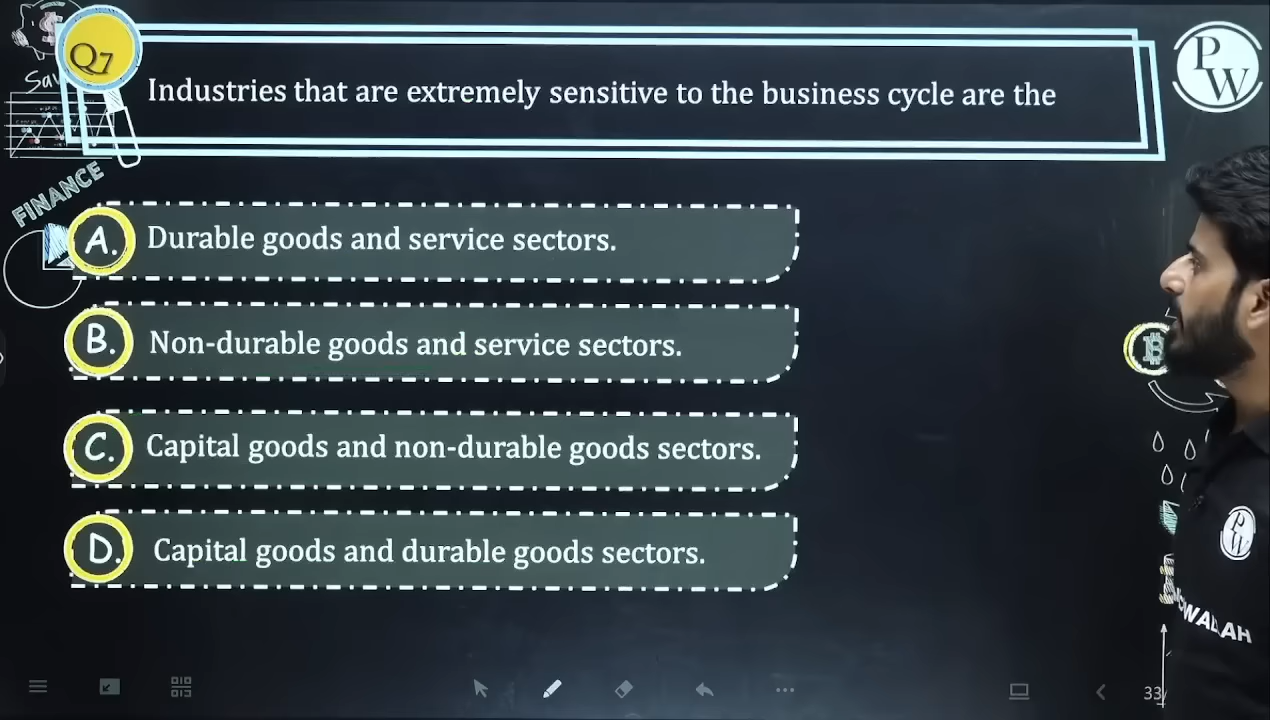 Q7
Industries that are extremely sensitive to the business cycle are the
PW
FINANCE
A. Durable goods and service sectors.
B. Non-durable goods and service sectors.
C. Capital goods and non-durable goods sectors.
D. Capital goods and durable goods sectors.
PW
33